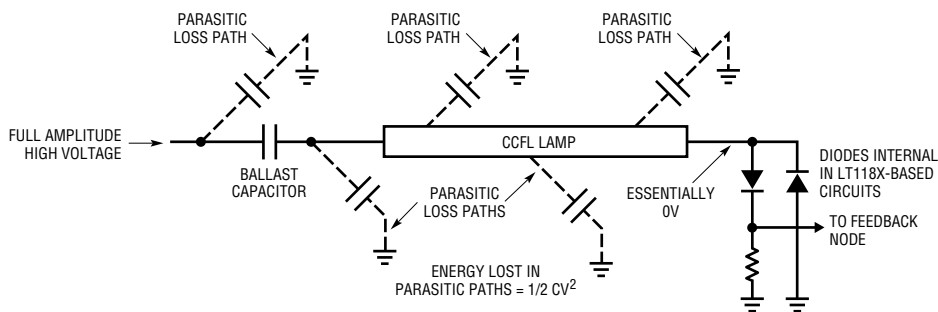 PARASITIC
LOSS PATH
PARASITIC
LOSS PATH
PARASITIC
LOSS PATH
FULL AMPLITUDE
HIGH VOLTAGE
BALLAST
CAPACITOR
CCFL LAMP
PARASITIC
LOSS PATHS
ESSENTIALLY
0V
DIODES INTERNAL
IN LT118X-BASED
CIRCUITS
TO FEEDBACK
NODE
ENERGY LOST IN
PARASITIC PATHS = 1/2 CV²